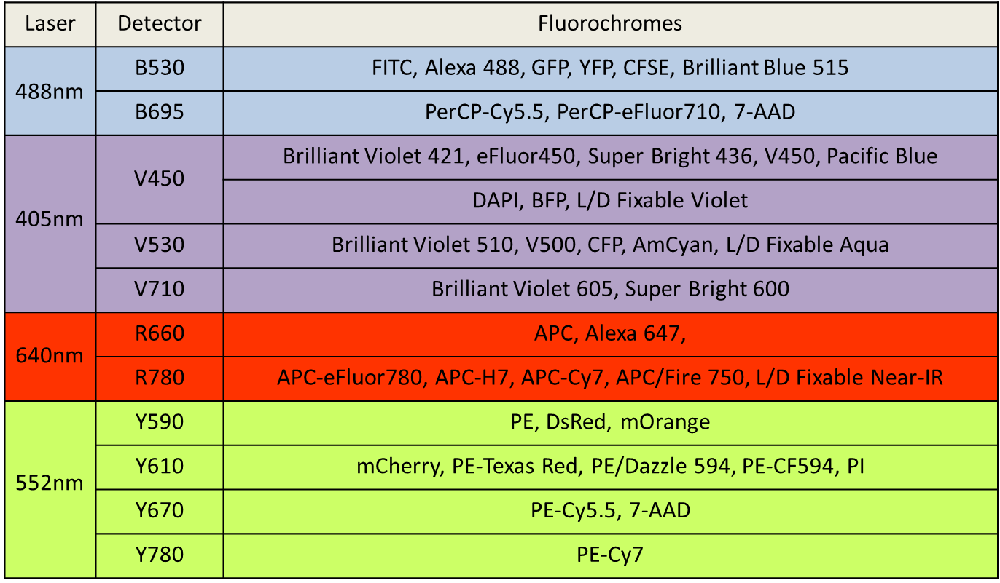 Laser Detector Fluorochromes
488nm
B530 FITC, Alexa 488, GFP, YFP, CFSE, Brilliant Blue 515
B695 PerCP-Cy5.5, PerCP-eFluor710, 7-AAD
405nm
V450 Brilliant Violet 421, eFluor450, Super Bright 436, V450, Pacific Blue
DAPI, BFP, L/D Fixable Violet
V530 Brilliant Violet 510, V500, CFP, AmCyan, L/D Fixable Aqua
V710 Brilliant Violet 605, Super Bright 600
640nm
R660 APC, Alexa 647,
R780 APC-eFluor780, APC-H7, APC-Cy7, APC/Fire 750, L/D Fixable Near-IR
552nm
Y590 PE, DsRed, mOrange
Y610 mCherry, PE-Texas Red, PE/Dazzle 594, PE-CF594, PI
Y670 PE-Cy5.5, 7-AAD
Y780 PE-Cy7